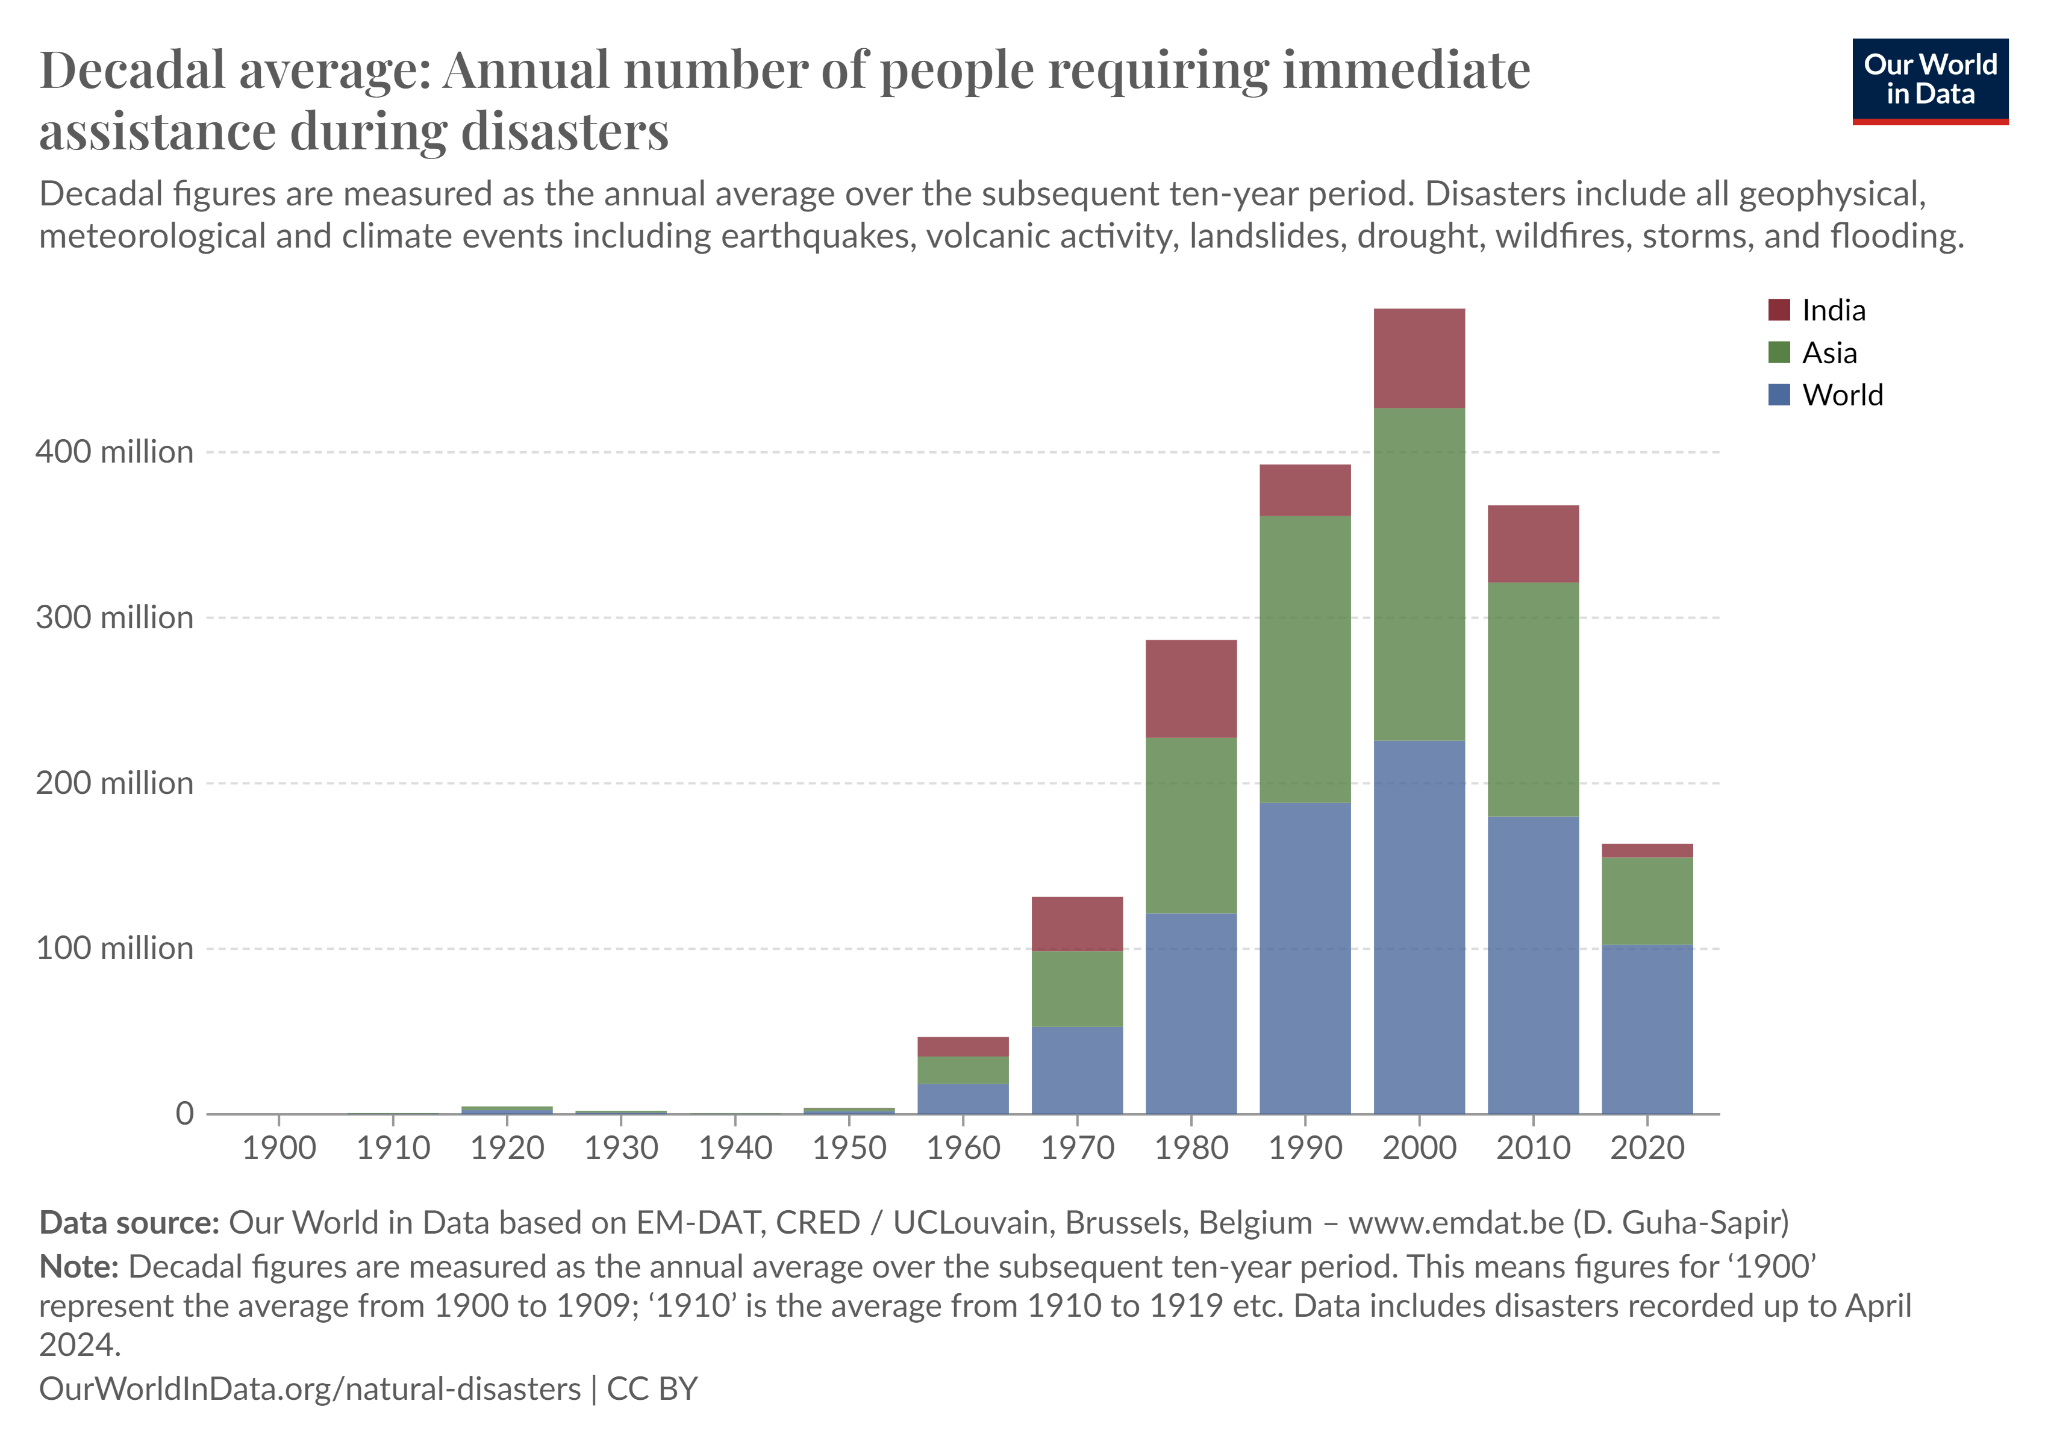 Decadal average: Annual number of people requiring immediate
assistance during disasters
Our World
in Data
Decadal figures are measured as the annual average over the subsequent ten-year period. Disasters include all geophysical,
meteorological and climate events including earthquakes, volcanic activity, landslides, drought, wildfires, storms, and flooding.
India
Asia
World
400 million
300 million
200 million
100 million
0
1900 1910 1920 1930 1940 1950 1960 1970 1980 1990 2000 2010 2020
Data source: Our World in Data based on EM-DAT, CRED / UCLouvain, Brussels, Belgium – www.emdat.be (D. Guha-Sapir)
Note: Decadal figures are measured as the annual average over the subsequent ten-year period. This means figures for ‘1900’
represent the average from 1900 to 1909; ‘1910’ is the average from 1910 to 1919 etc. Data includes disasters recorded up to April
2024.
OurWorldInData.org/natural-disasters | CC BY